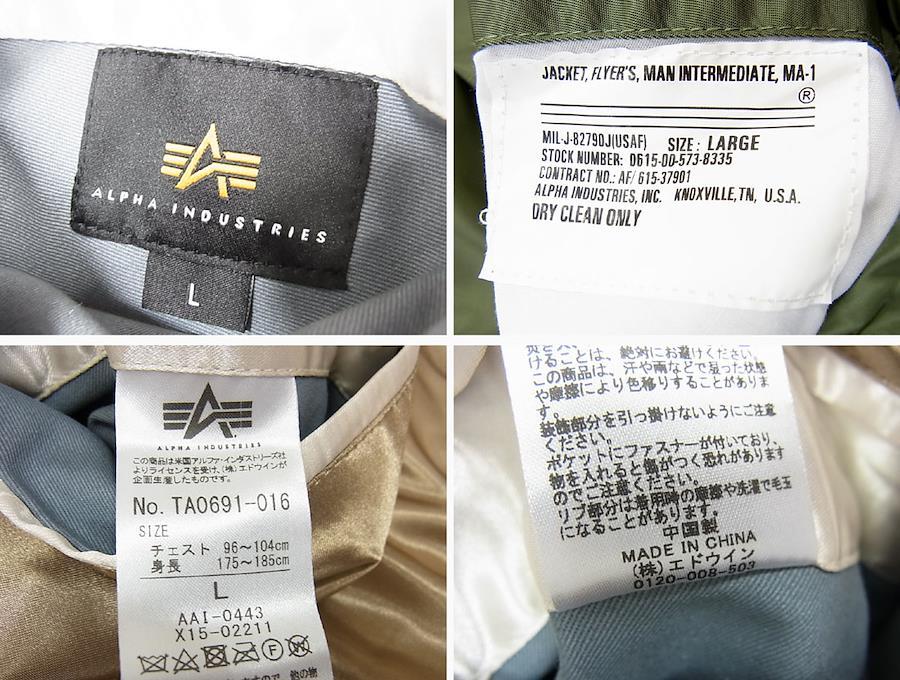 ALPHA INDUSTRIES
L
JACKET, FLYER'S, MAN INTERMEDIATE, MA-1
®
MIL-J-8279DJ(USAF) SIZE: LARGE
STOCK NUMBER: D615-DD-573-8335
CONTRACT NO.: AF/ 615-37901
ALPHA INDUSTRIES, INC. KNOXVILLE, TN, U.S.A.
DRY CLEAN ONLY
ALPHA INDUSTRIES
この商品は米国アルファ・インダストリーズ社
よりライセンスを受け、(株)エドウインが
企画生産したものです。
No. TA0691-016
SIZE
チェスト 96〜104cm
身長 175〜185cm
L
AAI-0443
X15-02211
ますので 他の物
けることは、絶対にお避けください。
この商品は、汗や雨などで湿った状態
や摩擦により色移りすることがありま
す。
装飾部分を引っ掛けないようにご注意
ください。
ポケットにファスナーが付いており、
物を入れると傷がつく恐れがあります
のでご注意ください。
リブ部分は着用時の摩擦や洗濯で毛玉
になることがあります。
中国製
MADE IN CHINA
(株)エドウイン
0120-008-503